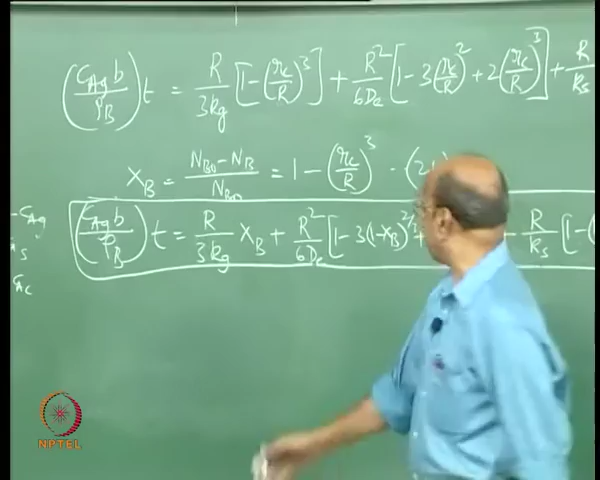 (C_Ag b / ρ_B) t = R/3k_g [1 - (r_c/R)^3] + R^2/6D_e [1 - 3(r_c/R)^2 + 2(r_c/R)^3] + R/k_s
X_B = (N_B0 - N_B)/N_B0 = 1 - (r_c/R)^3 - (2
- C_Ag
(C_Ag b / ρ_B) t = R/3k_g X_B + R^2/6D_e [1 - 3(1-X_B)^2/3 + - R/k_s [1 - (
s
C_Ac
NPTEL